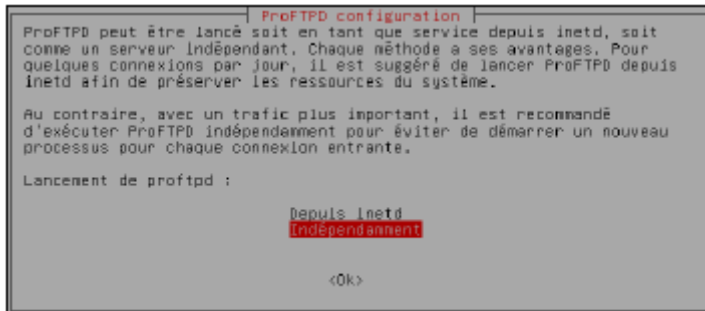 ProFTPD configuration
ProFTPD peut être lancé soit en tant que service depuis inetd, soit
comme un serveur indépendant. Chaque méthode a ses avantages. Pour
quelques connexions par jour, il est suggéré de lancer ProFTPD depuis
inetd afin de préserver les ressources du système.
Au contraire, avec un trafic plus important, il est recommandé
d'exécuter ProFTPD indépendamment pour éviter de démarrer un nouveau
processus pour chaque connexion entrante.
Lancement de proftpd :
Depuis inetd
Indépendamment
<Ok>